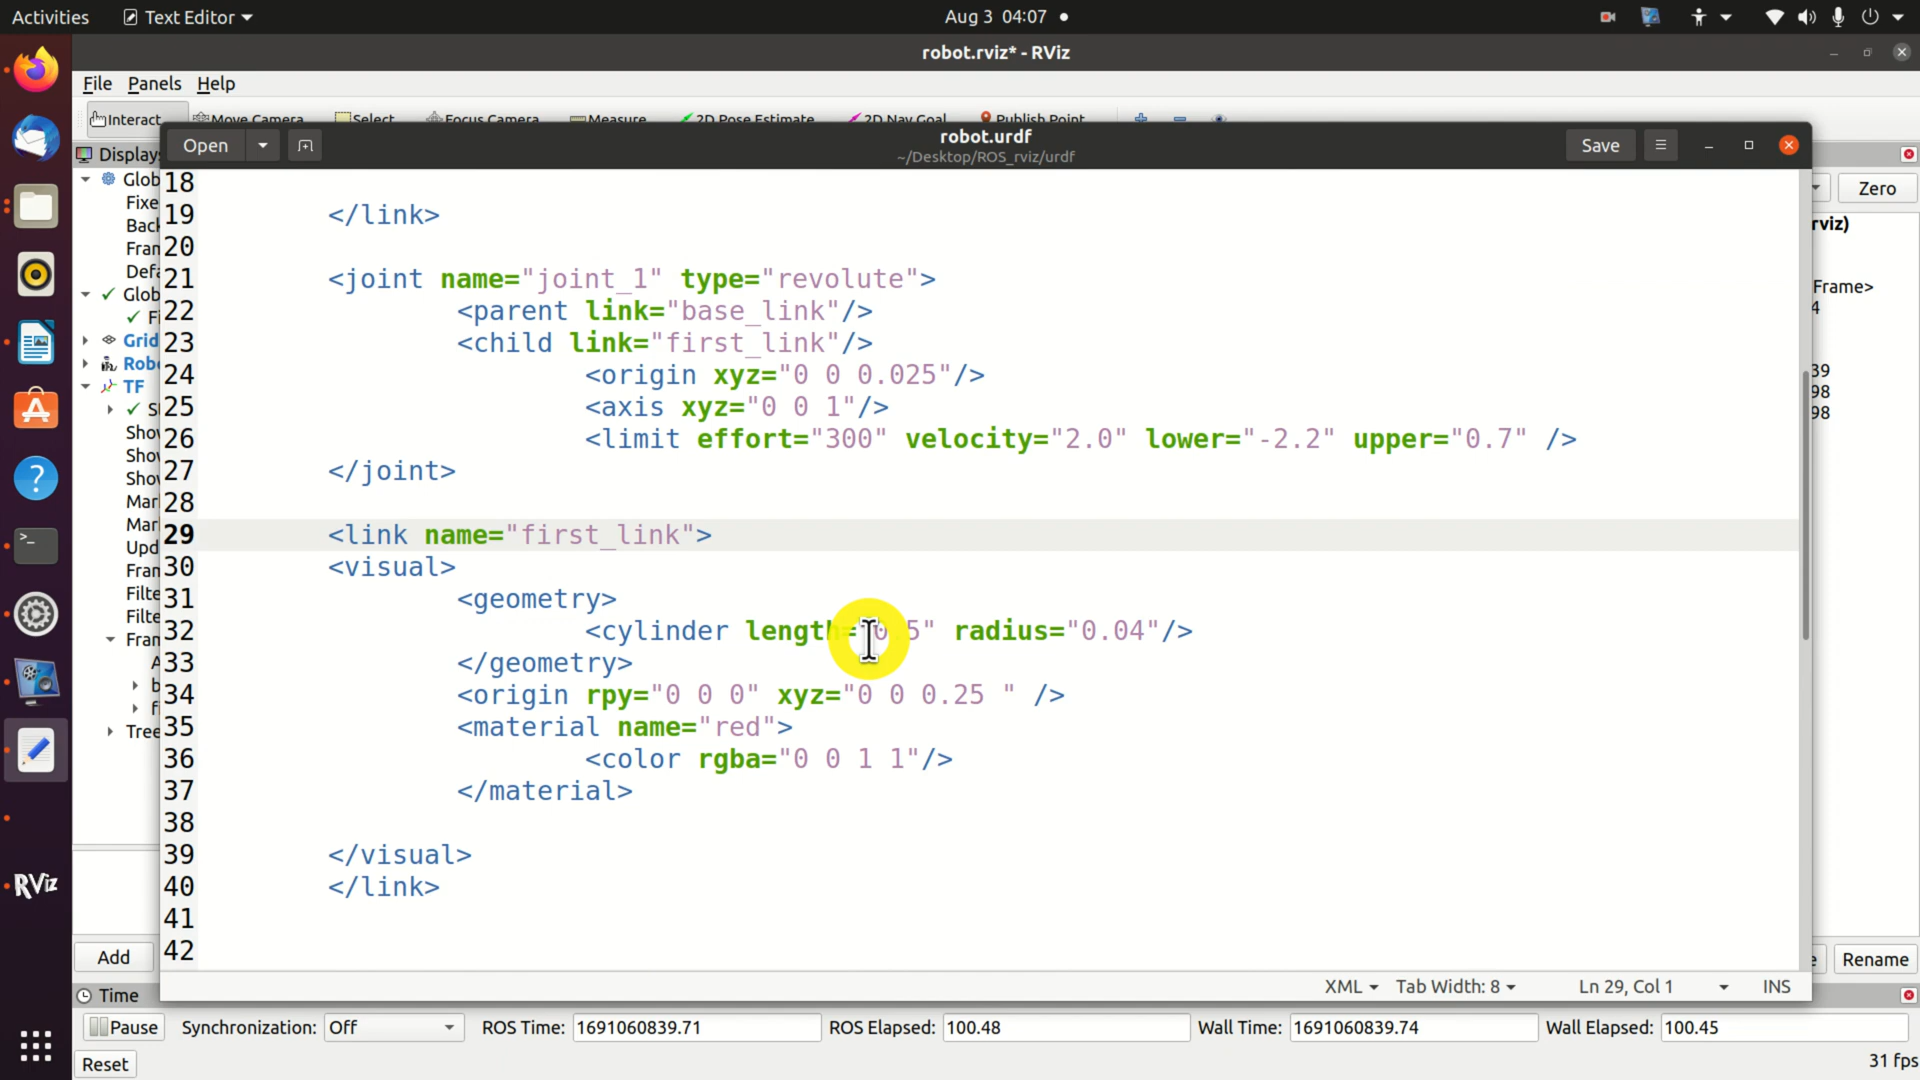 Activities Text Editor Aug 3 04:07
robot.rviz* - RViz
File Panels Help
Interact Move Camera Select Focus Camera Measure 2D Pose Estimate 2D Nav Goal Publish Point
Open robot.urdf Save
~/Desktop/ROS_rviz/urdf
Zero
18
19 </link>
20
21 <joint name="joint_1" type="revolute">
22 <parent link="base_link"/>
23 <child link="first_link"/>
24 <origin xyz="0 0 0.025"/>
25 <axis xyz="0 0 1"/>
26 <limit effort="300" velocity="2.0" lower="-2.2" upper="0.7" />
27 </joint>
28
29 <link name="first_link">
30 <visual>
31 <geometry>
32 <cylinder length="0.5" radius="0.04"/>
33 </geometry>
34 <origin rpy="0 0 0" xyz="0 0 0.25 " />
35 <material name="red">
36 <color rgba="0 0 1 1"/>
37 </material>
38
39 </visual>
40 </link>
41
42
XML Tab Width: 8 Ln 29, Col 1 INS
Grid
TF
Frame>
Add Rename
Time
Pause Synchronization: Off ROS Time: 1691060839.71 ROS Elapsed: 100.48 Wall Time: 1691060839.74 Wall Elapsed: 100.45
Reset 31 fps
RViz